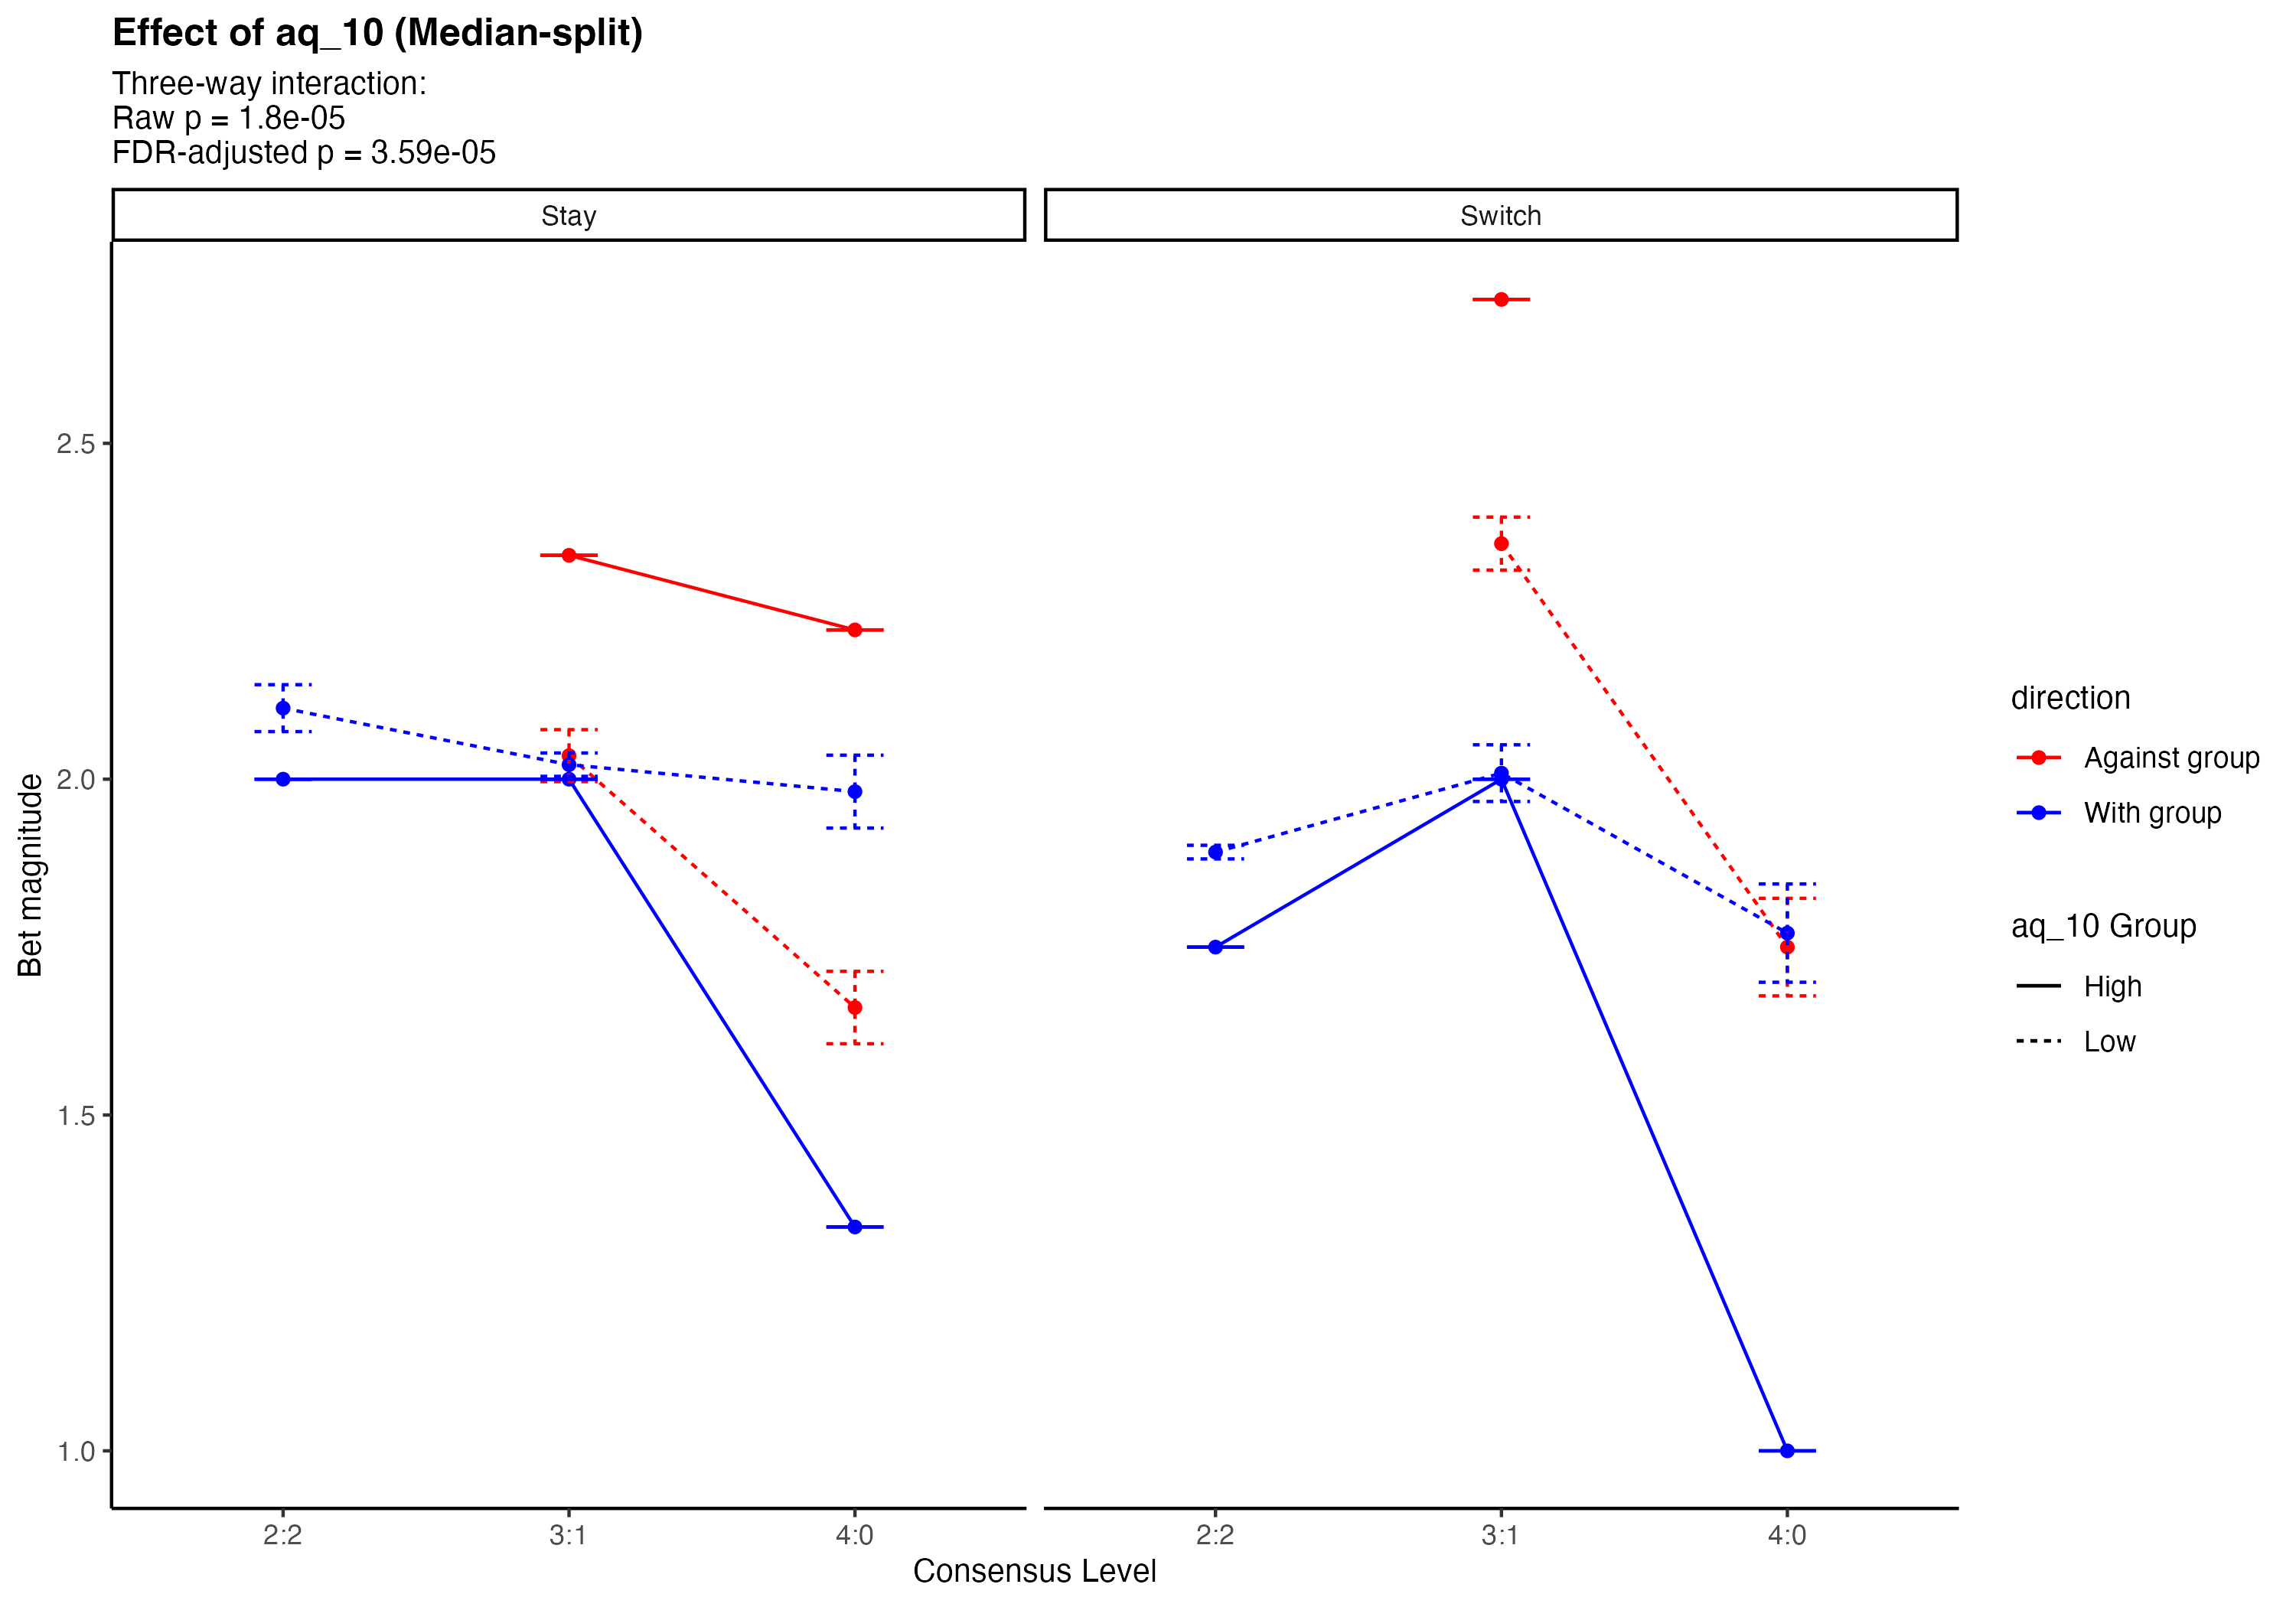 Effect of aq_10 (Median-split)
Three-way interaction:
Raw p = 1.8e-05
FDR-adjusted p = 3.59e-05
Stay
Switch
2.5
2.0
1.5
1.0
Bet magnitude
2:2
3:1
4:0
2:2
3:1
4:0
Consensus Level
direction
Against group
With group
aq_10 Group
High
Low